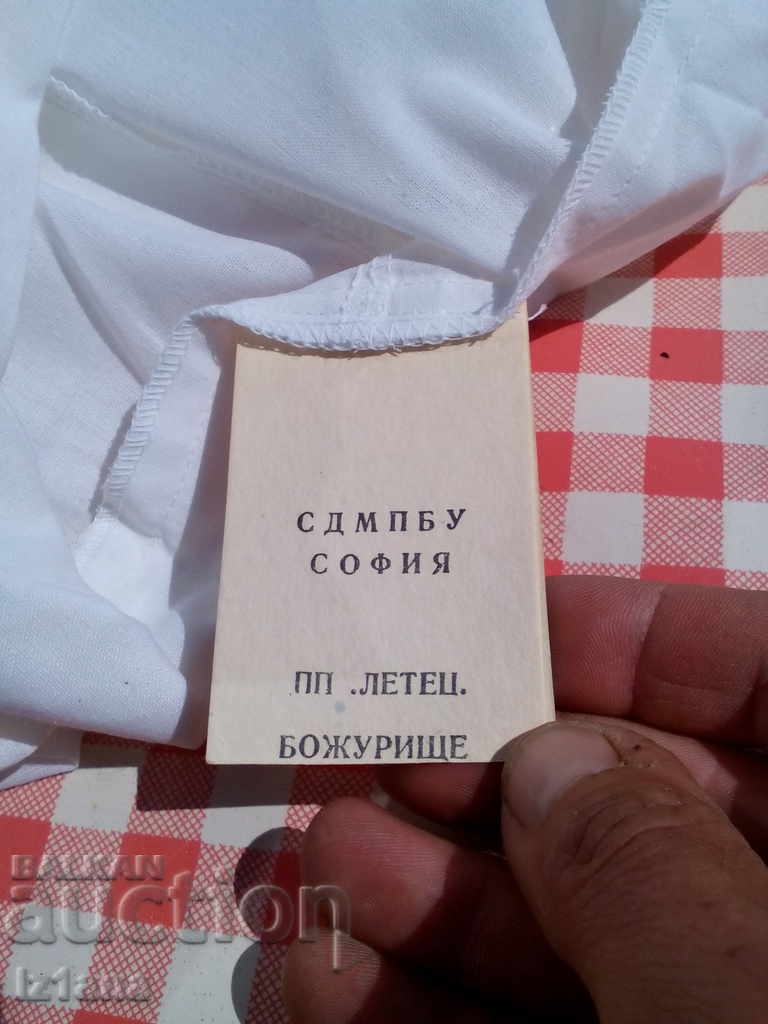 СДМПБУ
СОФИЯ
ПП .ЛЕТЕЦ.
БОЖУРИЩЕ
BALKAN
auction
iz1ana